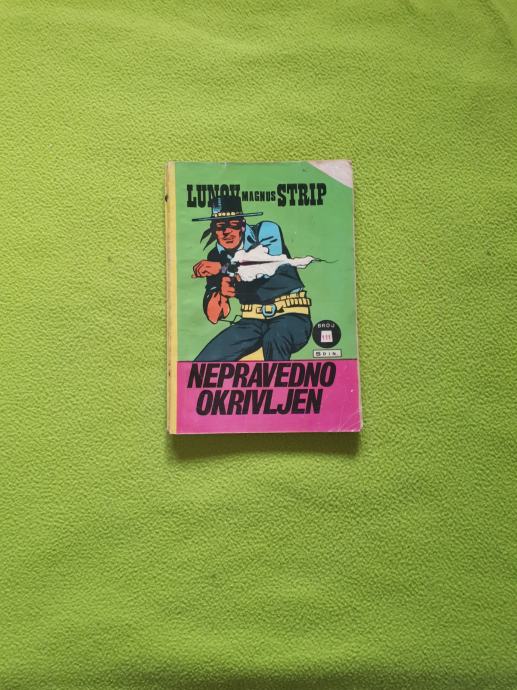 LUNOV MAGNUS STRIP
BROJ
111
5 DIN.
NEPRAVEDNO
OKRIVLJEN